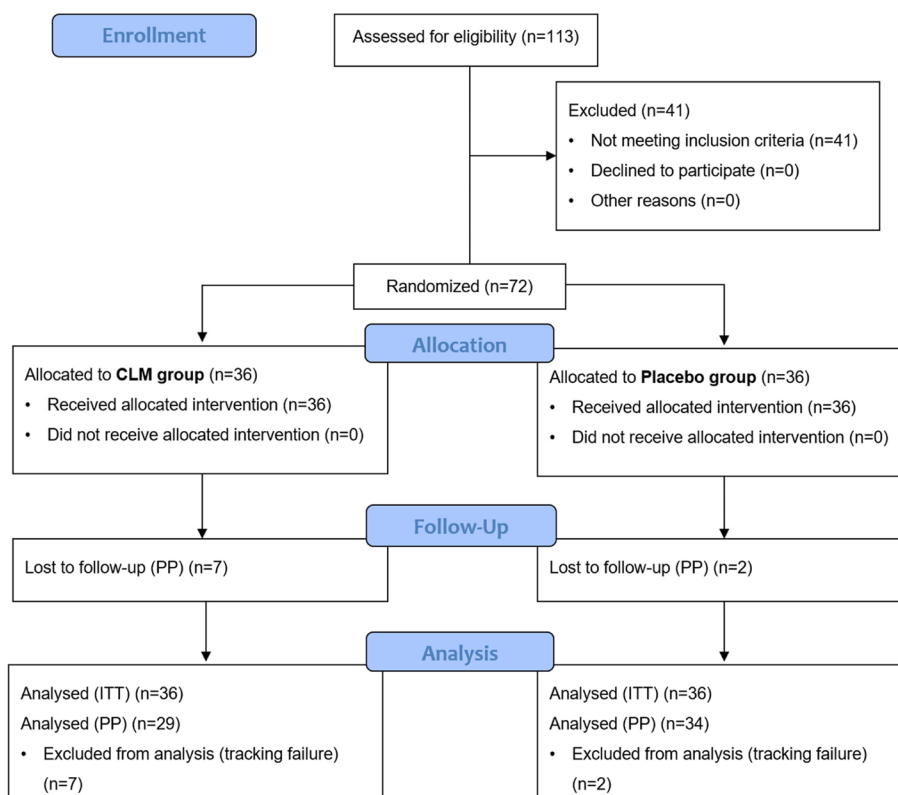 Enrollment
Assessed for eligibility (n=113)
Excluded (n=41)
• Not meeting inclusion criteria (n=41)
• Declined to participate (n=0)
• Other reasons (n=0)
Randomized (n=72)
Allocation
Allocated to CLM group (n=36)
• Received allocated intervention (n=36)
• Did not receive allocated intervention (n=0)
Allocated to Placebo group (n=36)
• Received allocated intervention (n=36)
• Did not receive allocated intervention (n=0)
Follow-Up
Lost to follow-up (PP) (n=7)
Lost to follow-up (PP) (n=2)
Analysis
Analysed (ITT) (n=36)
Analysed (PP) (n=29)
• Excluded from analysis (tracking failure)
(n=7)
Analysed (ITT) (n=36)
Analysed (PP) (n=34)
• Excluded from analysis (tracking failure)
(n=2)